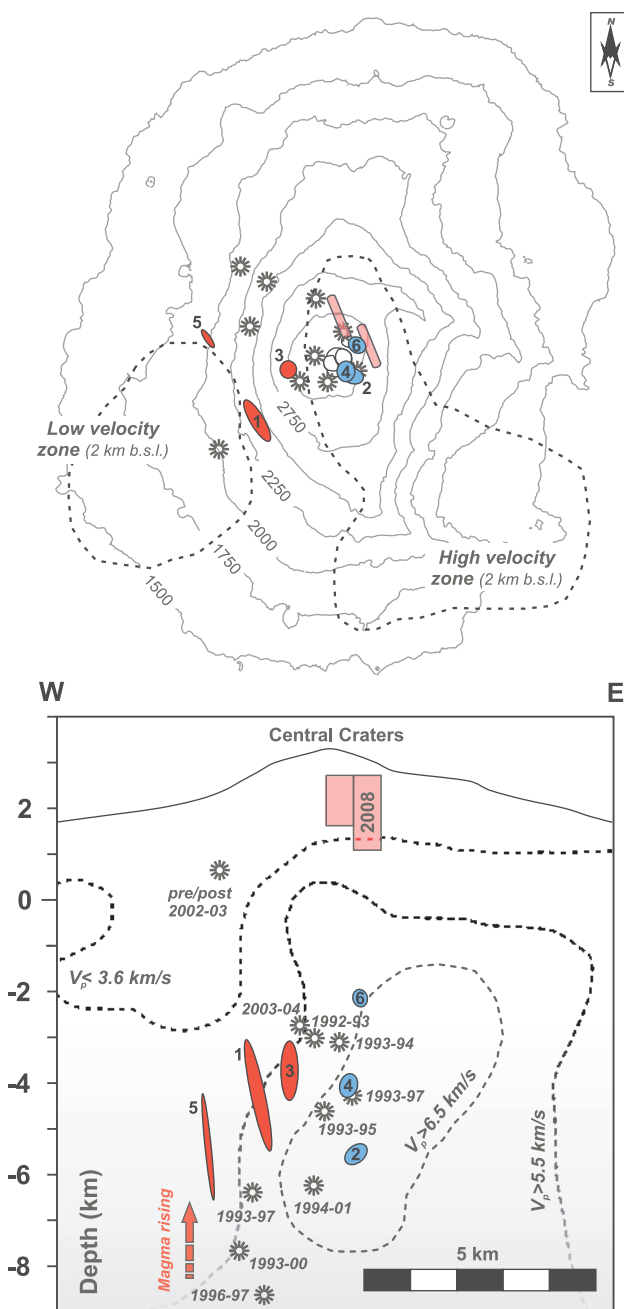 N
S
5
3
6
4
2
1
2750
Low velocity
zone (2 km b.s.l.)
2250
2000
1750
1500
High velocity
zone (2 km b.s.l.)
W
E
Central Craters
2008
2
0
-2
-4
-6
-8
Depth (km)
pre/post
2002-03
Vp< 3.6 km/s
6
2003-04
1992-93
1993-94
1
3
4
1993-97
5
1993-95
Vp>6.5 km/s
2
Vp>5.5 km/s
1994-01
1993-97
Magma rising
1993-00
5 km
1996-97